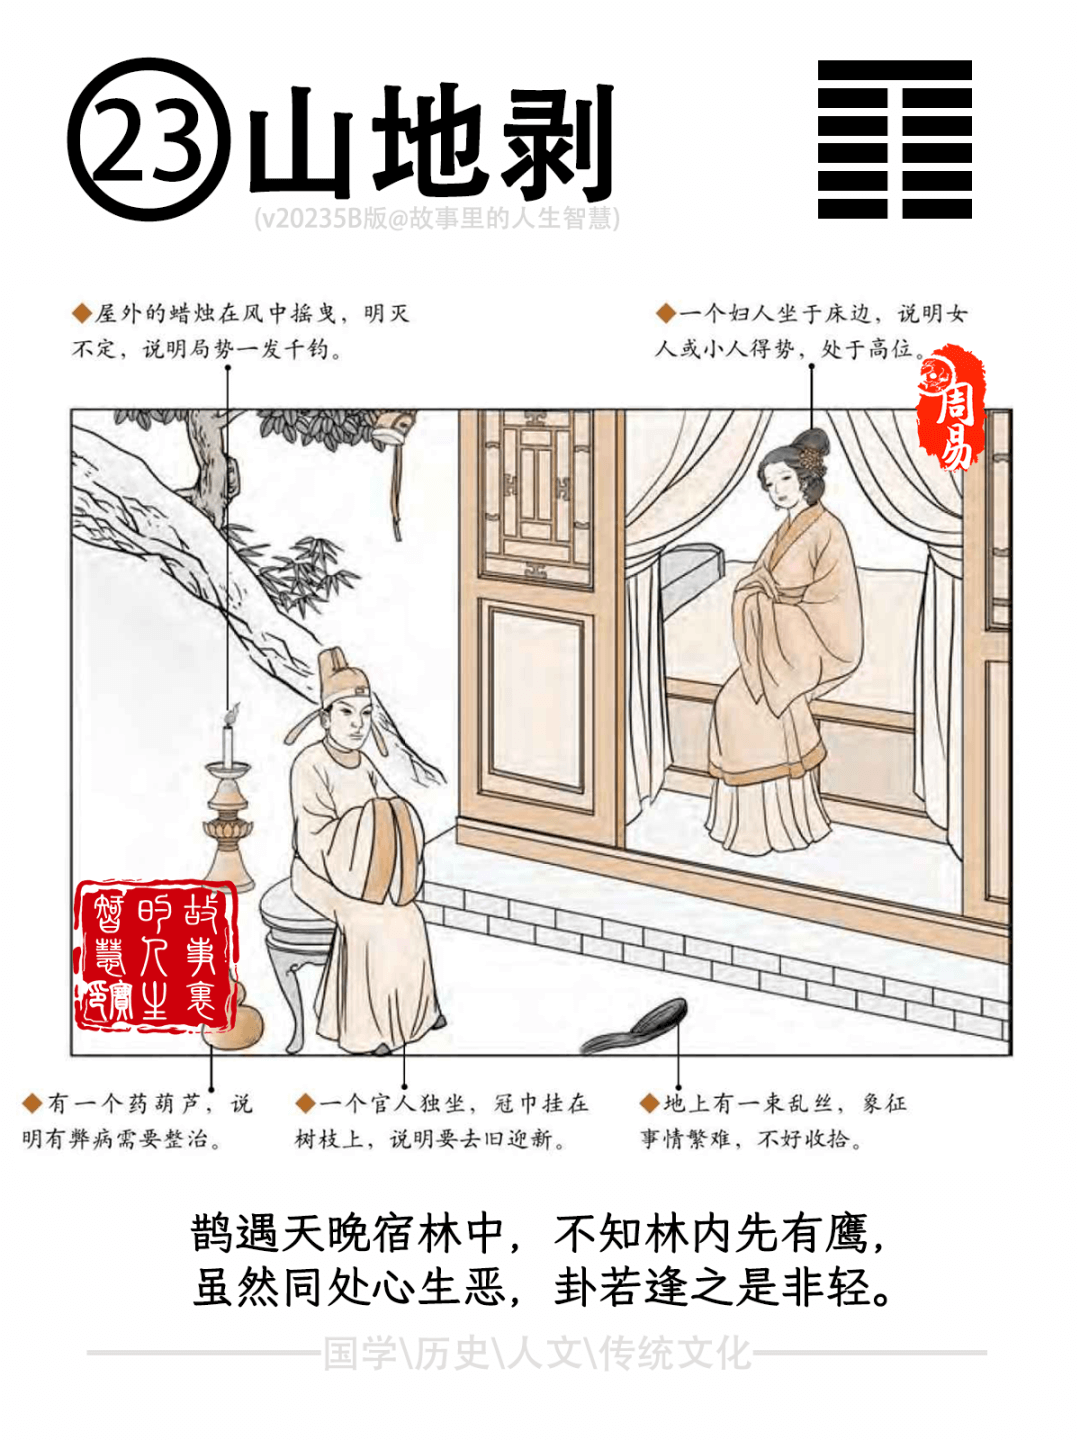 23 山地剥
(v20235B版@故事里的人生智慧)
◆屋外的蜡烛在风中摇曳，明灭
不定，说明局势一发千钧。
◆一个妇人坐于床边，说明女
人或小人得势，处于高位。
周易
故事裏
的人生
智慧寶印
◆有一个药葫芦，说
明有弊病需要整治。
◆一个官人独坐，冠巾挂在
树枝上，说明要去旧迎新。
◆地上有一束乱丝，象征
事情繁难，不好收拾。
鹊遇天晚宿林中，不知林内先有鹰，
虽然同处心生恶，卦若逢之是非轻。
国学\历史\人文\传统文化